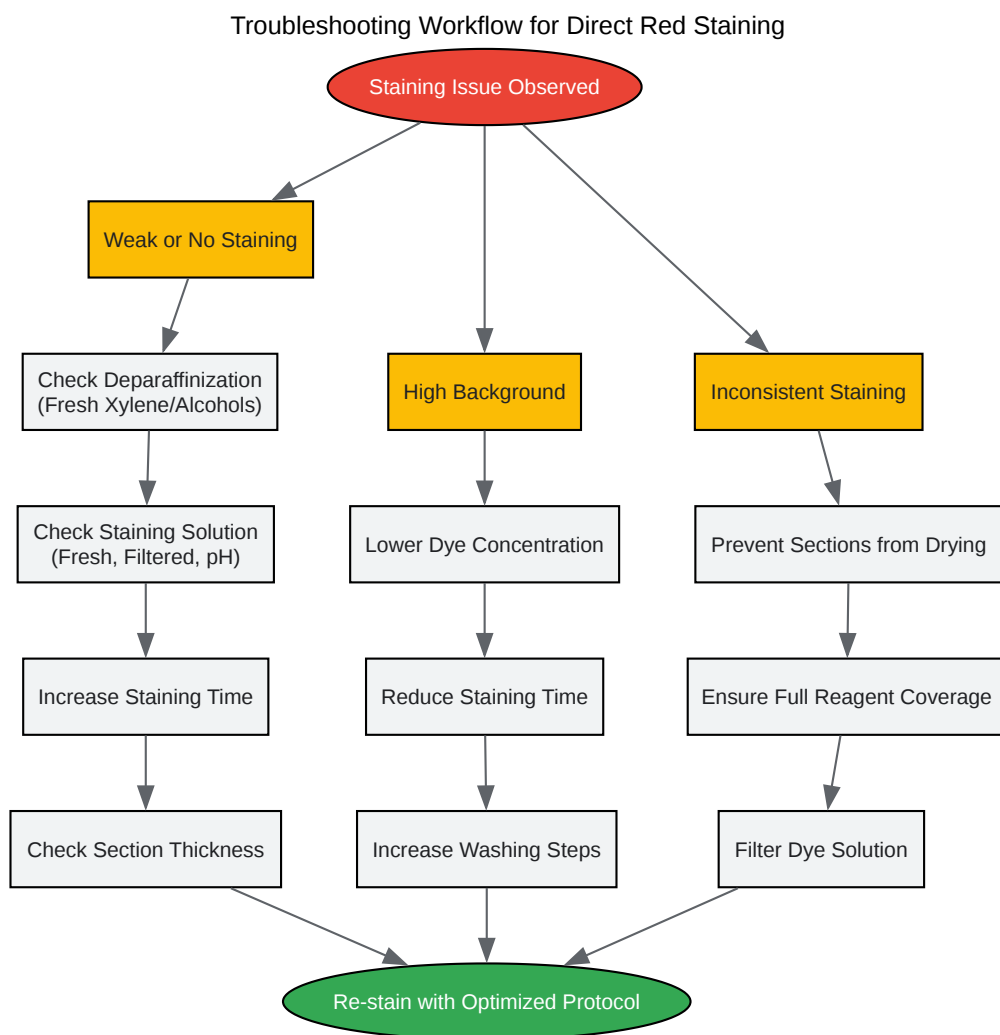 Troubleshooting Workflow for Direct Red Staining
Staining Issue Observed
Weak or No Staining
Check Deparaffinization
(Fresh Xylene/Alcohols)
High Background
Inconsistent Staining
Check Staining Solution
(Fresh, Filtered, pH)
Lower Dye Concentration
Prevent Sections from Drying
Increase Staining Time
Reduce Staining Time
Ensure Full Reagent Coverage
Check Section Thickness
Increase Washing Steps
Filter Dye Solution
Re-stain with Optimized Protocol